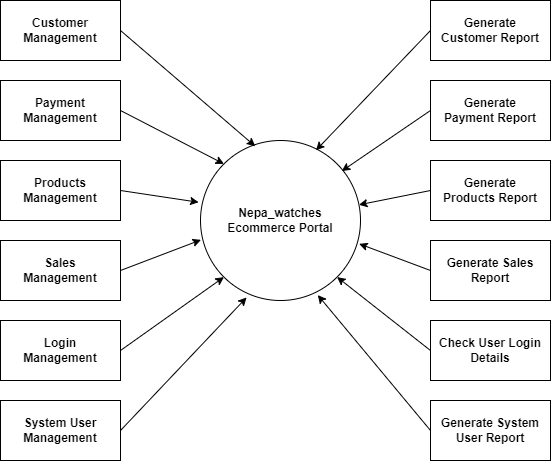 Customer
Management
Payment
Management
Products
Management
Sales
Management
Login
Management
System User
Management
Nepa_watches
Ecommerce Portal
Generate
Customer Report
Generate
Payment Report
Generate
Products Report
Generate Sales
Report
Check User Login
Details
Generate System
User Report